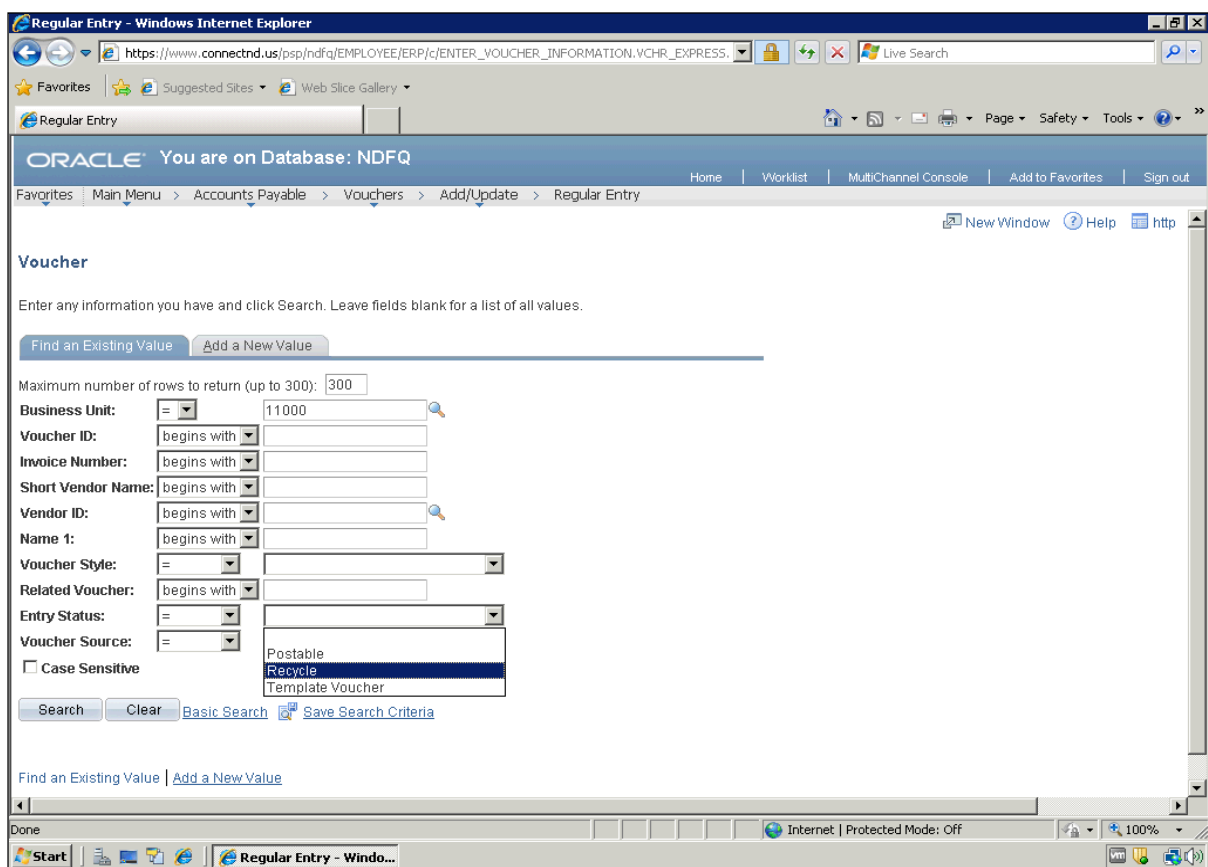 Regular Entry - Windows Internet Explorer
https://www.connectnd.us/psp/ndfq/EMPLOYEE/ERP/c/ENTER_VOUCHER_INFORMATION.VCHR_EXPRESS. Live Search
Favorites Suggested Sites Web Slice Gallery
Regular Entry Page Safety Tools »
ORACLE You are on Database: NDFQ
Home | Worklist | MultiChannel Console | Add to Favorites | Sign out
Favorites Main Menu > Accounts Payable > Vouchers > Add/Update > Regular Entry
New Window Help http
Voucher
Enter any information you have and click Search. Leave fields blank for a list of all values.
Find an Existing Value Add a New Value
Maximum number of rows to return (up to 300): 300
Business Unit: = 11000
Voucher ID: begins with
Invoice Number: begins with
Short Vendor Name: begins with
Vendor ID: begins with
Name 1: begins with
Voucher Style: =
Related Voucher: begins with
Entry Status: =
Voucher Source: =
Postable
Case Sensitive Recycle
Template Voucher
Search Clear Basic Search Save Search Criteria
Find an Existing Value | Add a New Value
Done Internet | Protected Mode: Off 100%
Start Regular Entry - Windo...